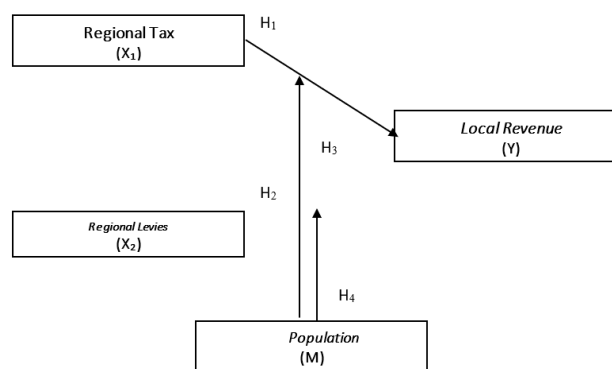 H₁
Regional Tax
(X₁)
Local Revenue
(Y)
H₃
H₂
Regional Levies
(X₂)
H₄
Population
(M)